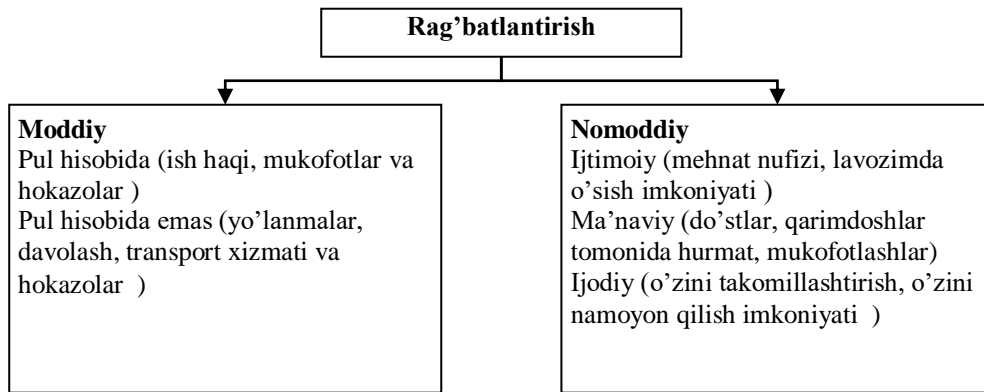 Rag’batlantirish
Moddiy
Pul hisobida (ish haqi, mukofotlar va
hokazolar )
Pul hisobida emas (yo’lanmalar,
davolash, transport xizmati va
hokazolar )
Nomoddiy
Ijtimoiy (mehnat nufizi, lavozimda
o’sish imkoniyati )
Ma’naviy (do’stlar, qarimdoshlar
tomonida hurmat, mukofotlashlar)
Ijodiy (o’zini takomillashtirish, o’zini
namoyon qilish imkoniyati )